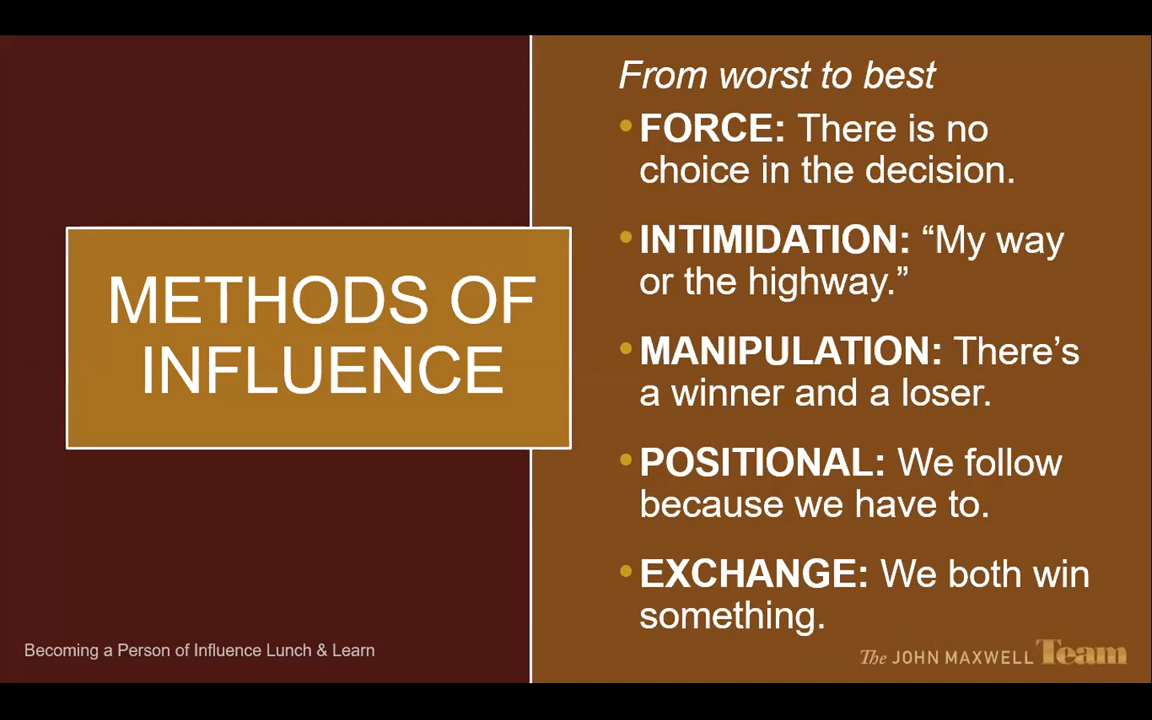 METHODS OF
INFLUENCE
From worst to best
• FORCE: There is no
choice in the decision.
• INTIMIDATION: “My way
or the highway.”
• MANIPULATION: There’s
a winner and a loser.
• POSITIONAL: We follow
because we have to.
• EXCHANGE: We both win
something.
Becoming a Person of Influence Lunch & Learn
The JOHN MAXWELL Team